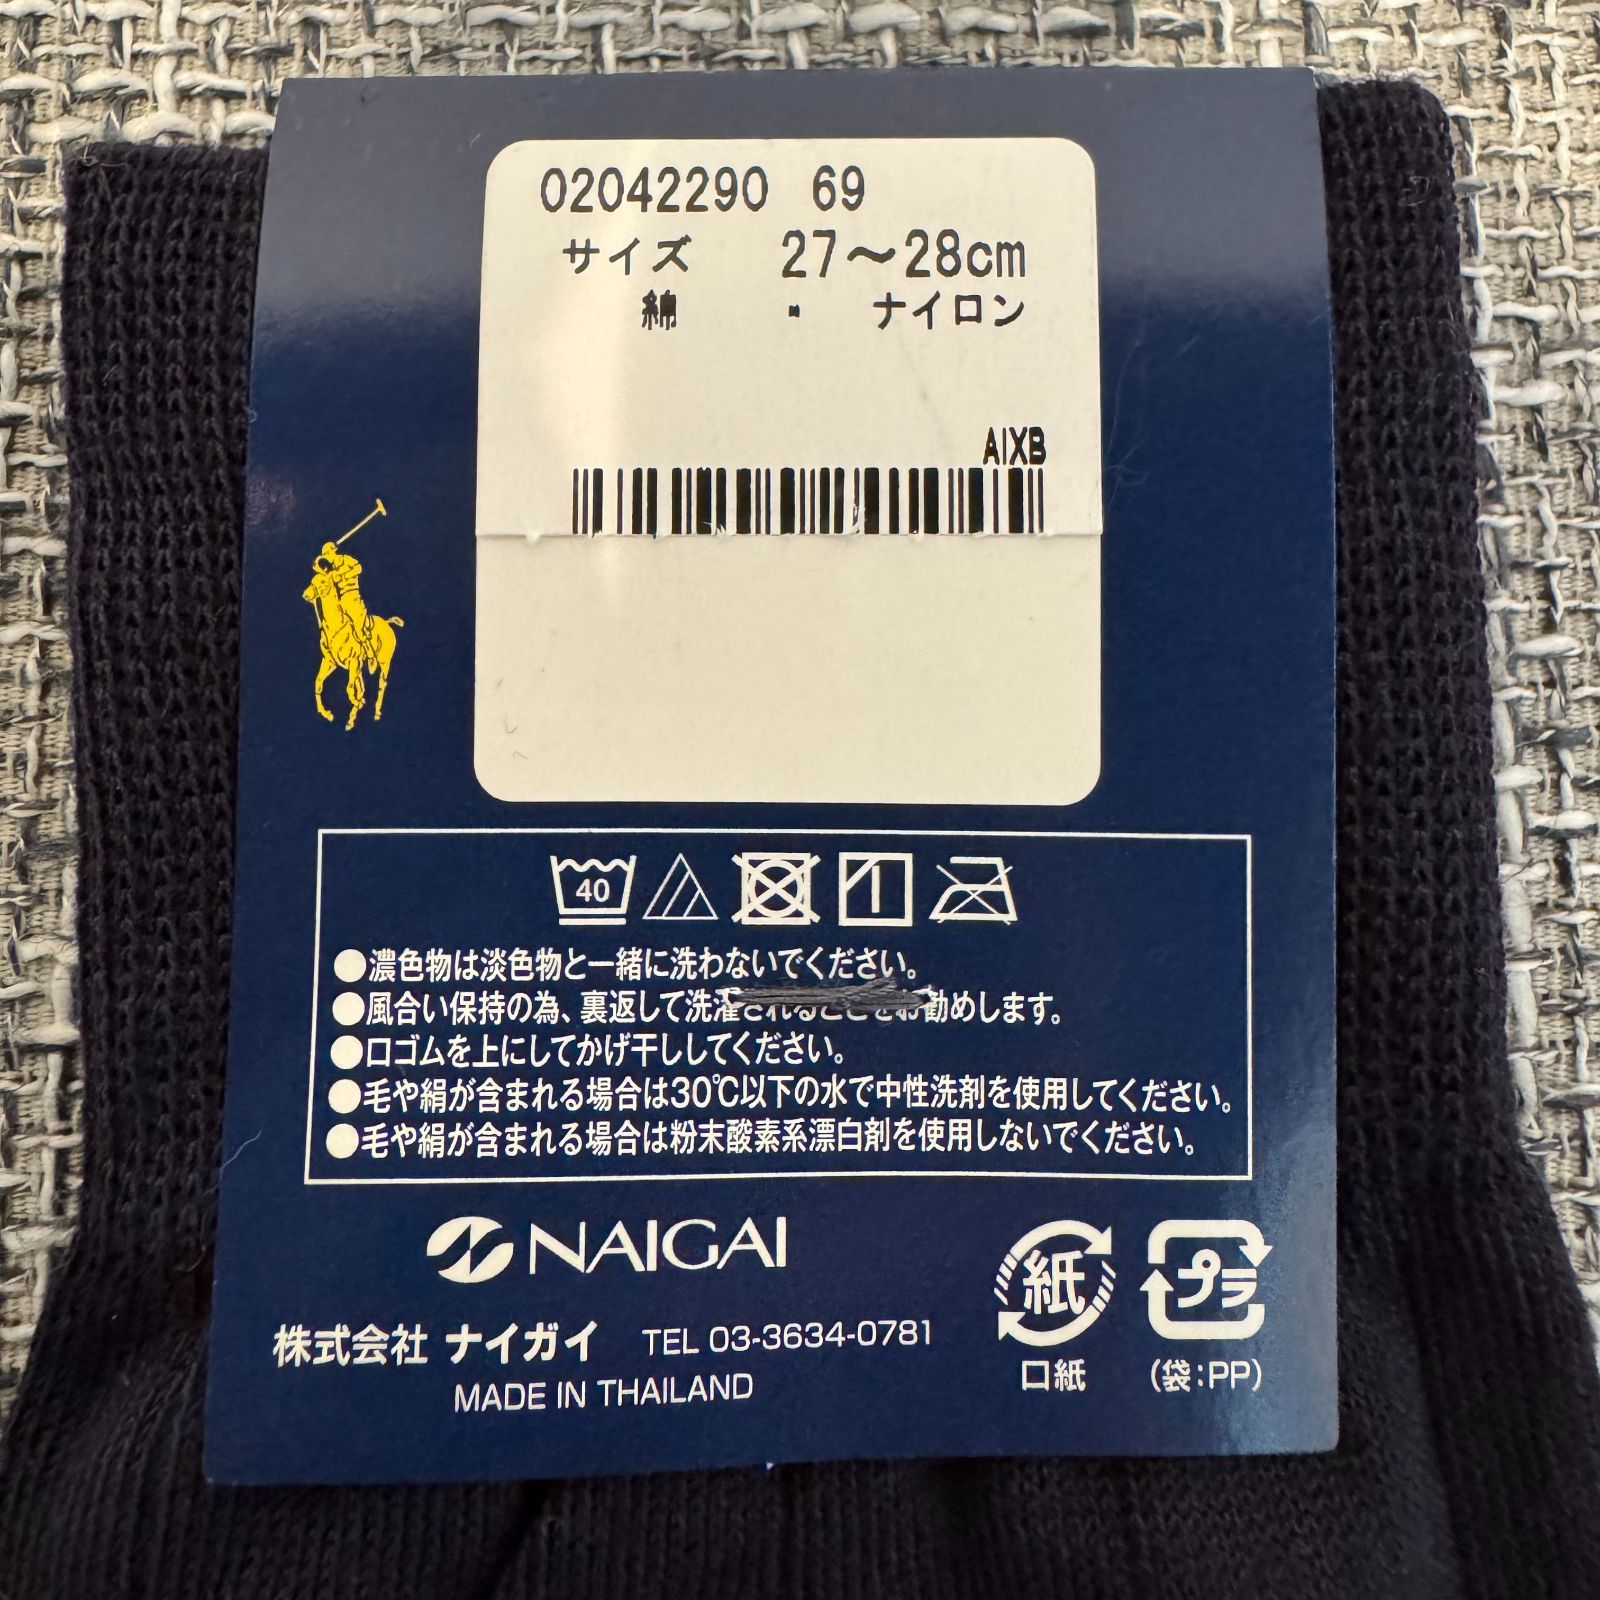 02042290 69
サイズ 27～28cm
綿 ・ ナイロン
AIXB
40
●濃色物は淡色物と一緒に洗わないでください。
●風合い保持の為、裏返して洗濯されることをお勧めします。
●口ゴムを上にしてかげ干ししてください。
●毛や絹が含まれる場合は30℃以下の水で中性洗剤を使用してください。
●毛や絹が含まれる場合は粉末酸素系漂白剤を使用しないでください。
NAIGAI
株式会社 ナイガイ TEL 03-3634-0781
MADE IN THAILAND
紙
口紙
プラ
(袋:PP)